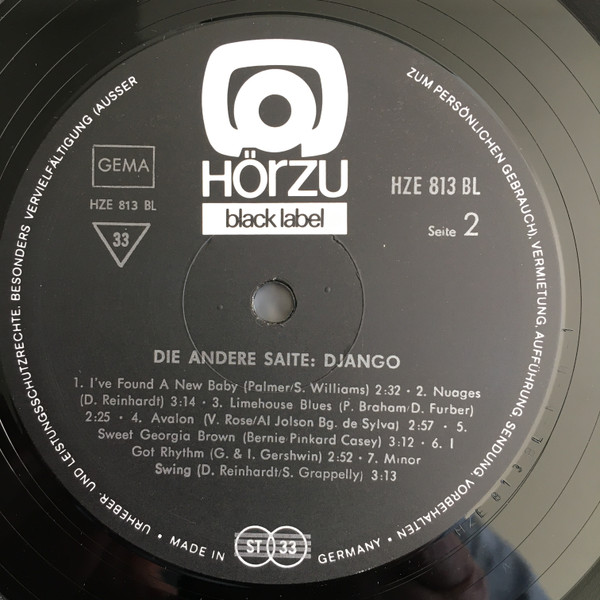 HÖRZU
black label
GEMA
HZE 813 BL
33
HZE 813 BL
Seite 2
DIE ANDERE SAITE: DJANGO
1. I've Found A New Baby (Palmer/S. Williams) 2:32 · 2. Nuages
(D. Reinhardt) 3:14 · 3. Limehouse Blues (P. Braham/D. Furber)
2:25 · 4. Avalon (V. Rose/Al Jolson Bg. de Sylva) 2:57 · 5.
Sweet Georgia Brown (Bernie Pinkard Casey) 3:12 · 6. I
Got Rhythm (G. & I. Gershwin) 2:52 · 7. Minor
Swing (D. Reinhardt/S. Grappelly) 3:13
URHEBER- UND LEISTUNGSSCHUTZRECHTE, BESONDERS VERVIELFÄLTIGUNG (AUSSER
ZUM PERSÖNLICHEN GEBRAUCH), VERMIETUNG, AUFFÜHRUNG, SENDUNG, VORBEHALTEN
• MADE IN ST 33 GERMANY •
HZE 813 BL